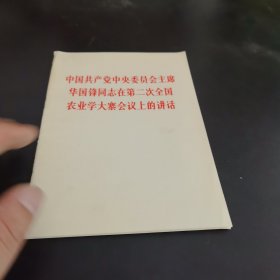 中国共产党中央委员会主席
华国锋同志在第二次全国
农业学大寨会议上的讲话